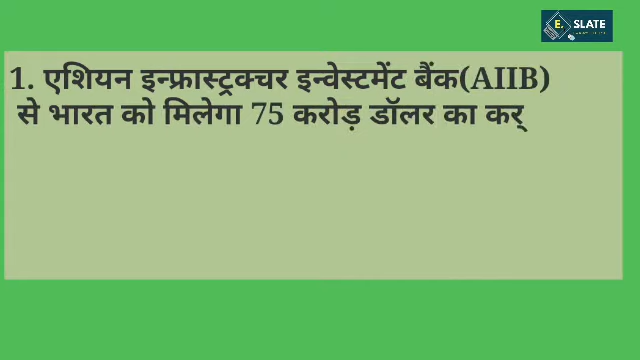 E. SLATE
1. एशियन इन्फ्रास्ट्रक्चर इन्वेस्टमेंट बैंक(AIIB)
से भारत को मिलेगा 75 करोड़ डॉलर का कर्